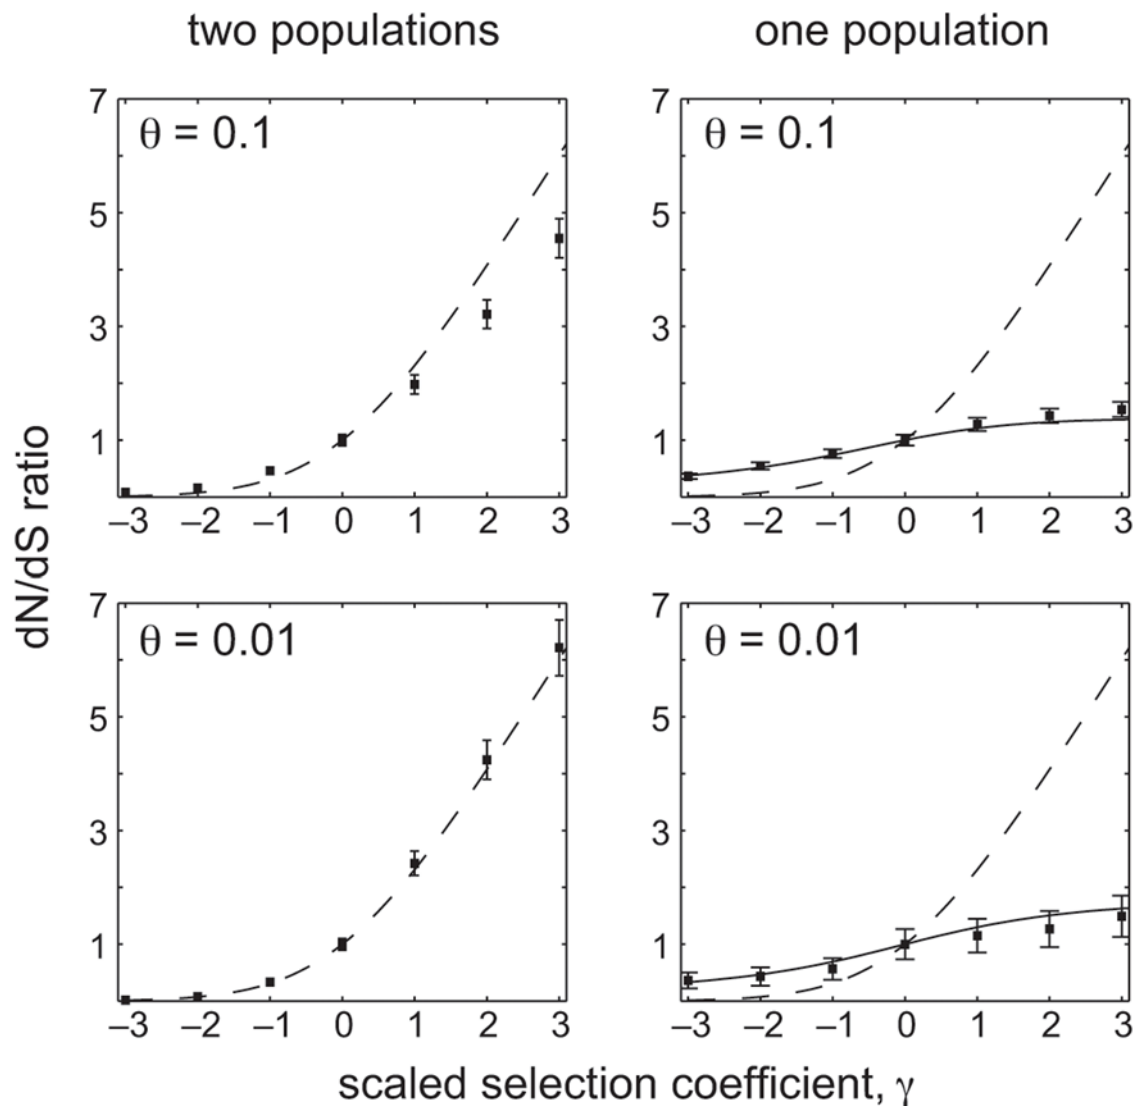 two populations
one population
7
5
3
1
θ = 0.1
–3 –2 –1 0 1 2 3
7
5
3
1
θ = 0.1
–3 –2 –1 0 1 2 3
dN/dS ratio
7
5
3
1
θ = 0.01
–3 –2 –1 0 1 2 3
7
5
3
1
θ = 0.01
–3 –2 –1 0 1 2 3
scaled selection coefficient, γ